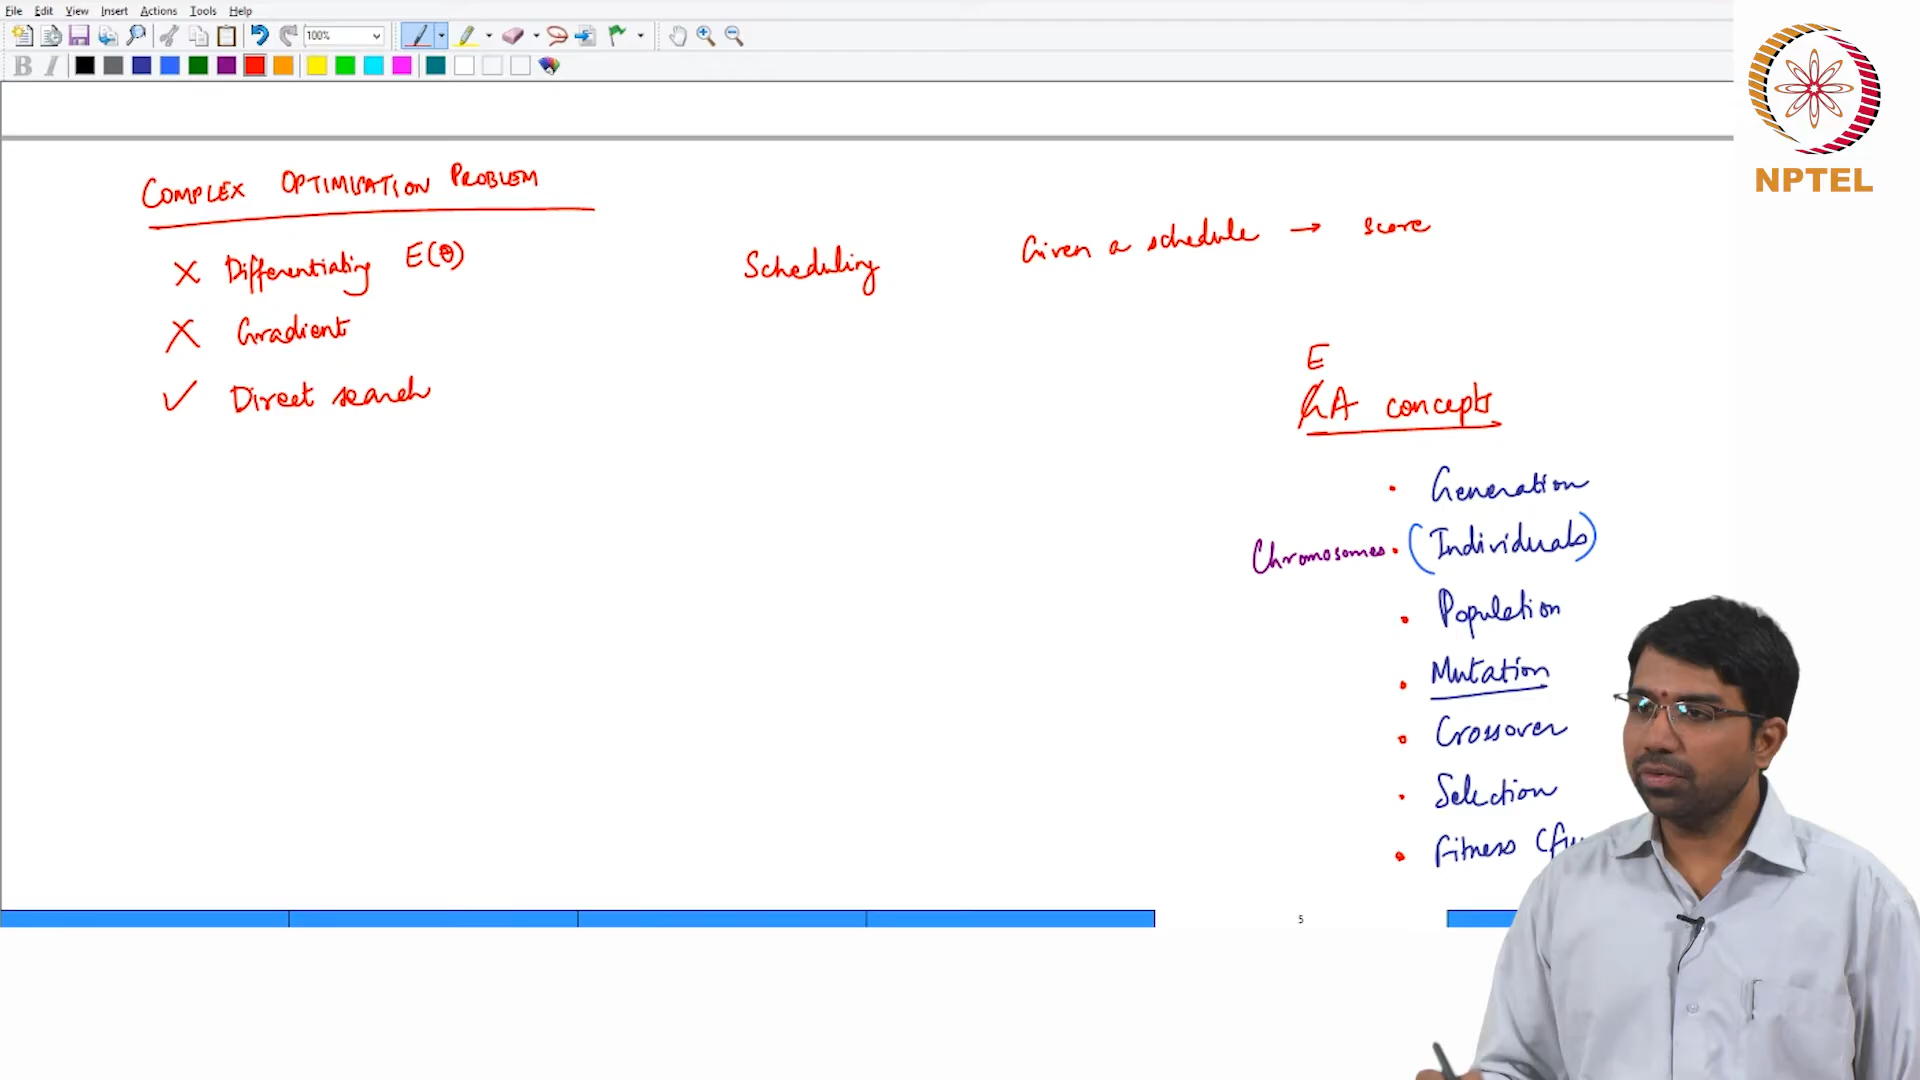 File Edit View Insert Actions Tools Help
100%
B I
NPTEL
COMPLEX OPTIMISATION PROBLEM
X Differentiating E(θ)
Scheduling
Given a schedule → score
X Gradient
✓ Direct search
E
GA concepts
• Generation
Chromosomes • (Individuals)
• Population
• Mutation
• Crossover
• Selection
• Fitness
5